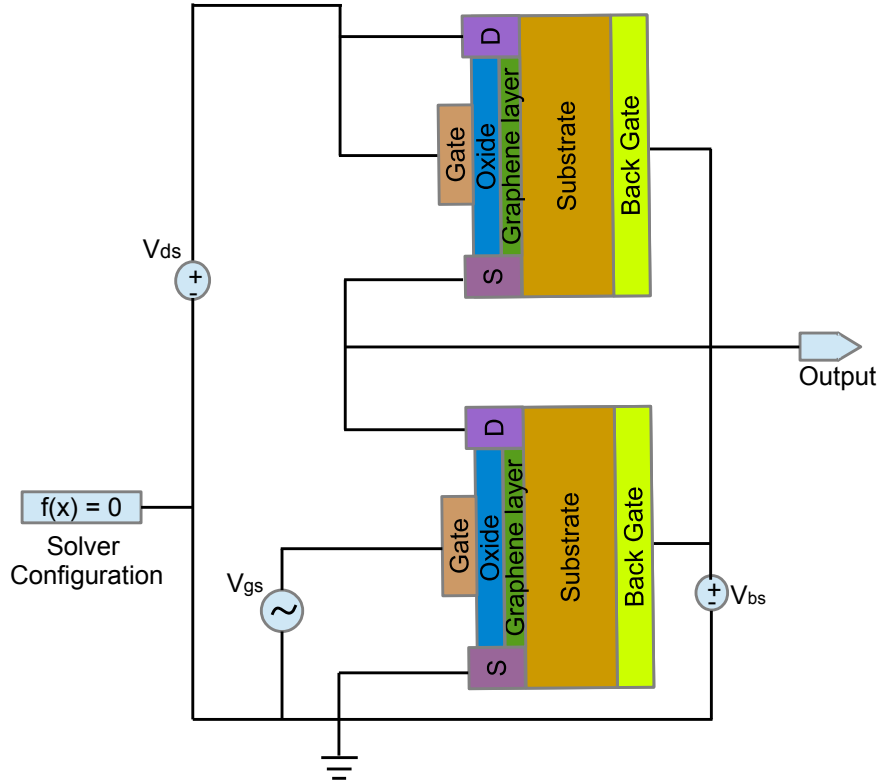 D
Gate
Oxide
Graphene layer
Substrate
Back Gate
S
Vds
+
-
Output
D
f(x) = 0
Solver
Configuration
Gate
Oxide
Graphene layer
Substrate
Back Gate
Vgs
~
+
-
Vbs
S